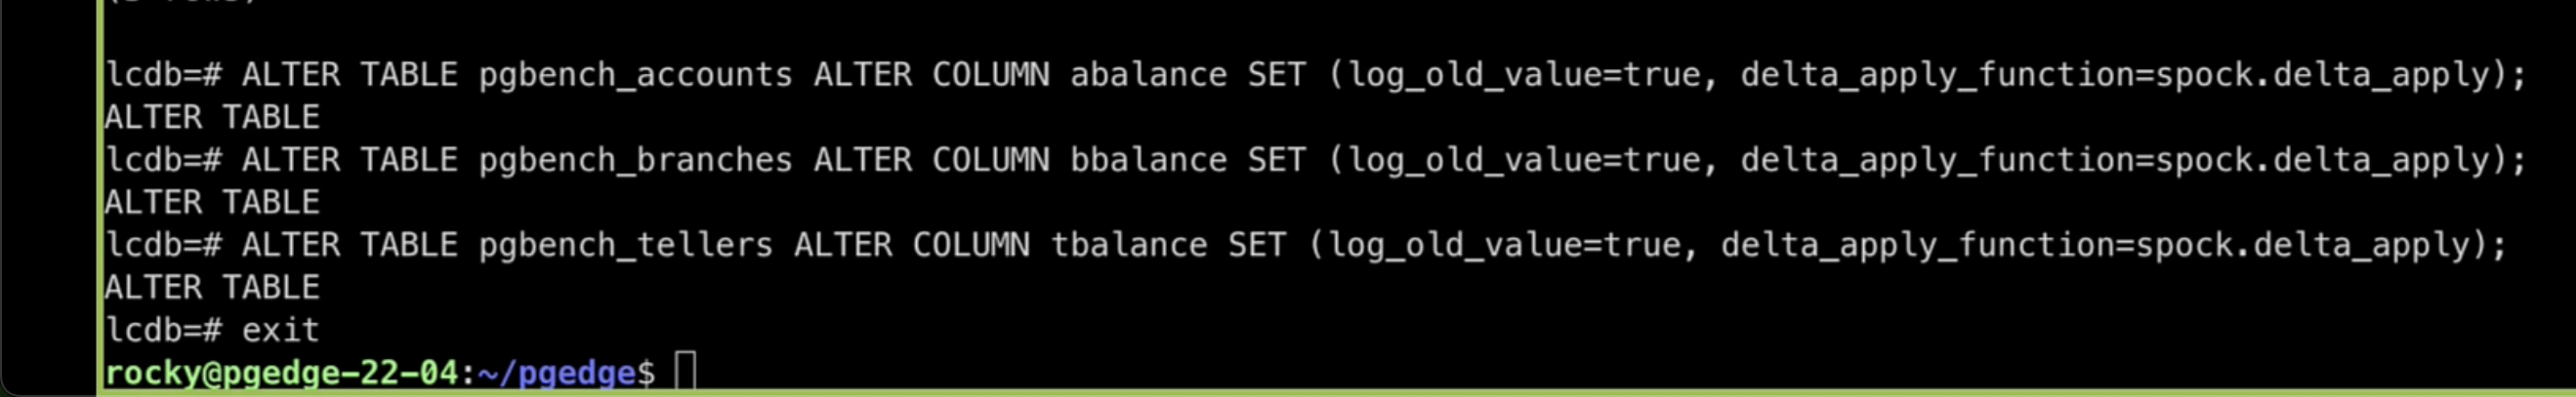 lcdb=# ALTER TABLE pgbench_accounts ALTER COLUMN abalance SET (log_old_value=true, delta_apply_function=spock.delta_apply);
ALTER TABLE
lcdb=# ALTER TABLE pgbench_branches ALTER COLUMN bbalance SET (log_old_value=true, delta_apply_function=spock.delta_apply);
ALTER TABLE
lcdb=# ALTER TABLE pgbench_tellers ALTER COLUMN tbalance SET (log_old_value=true, delta_apply_function=spock.delta_apply);
ALTER TABLE
lcdb=# exit
rocky@pgedge-22-04:~/pgedge$